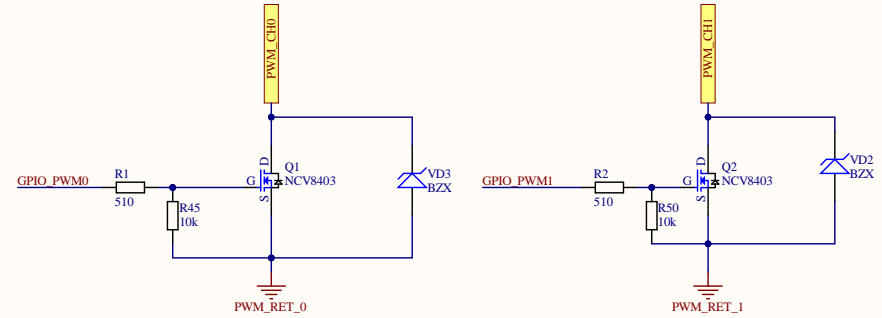 PWM_CH0
GPIO_PWM0
R1
510
R45
10k
G
D
S
Q1
NCV8403
VD3
BZX
PWM_RET_0
PWM_CH1
GPIO_PWM1
R2
510
R50
10k
G
D
S
Q2
NCV8403
VD2
BZX
PWM_RET_1